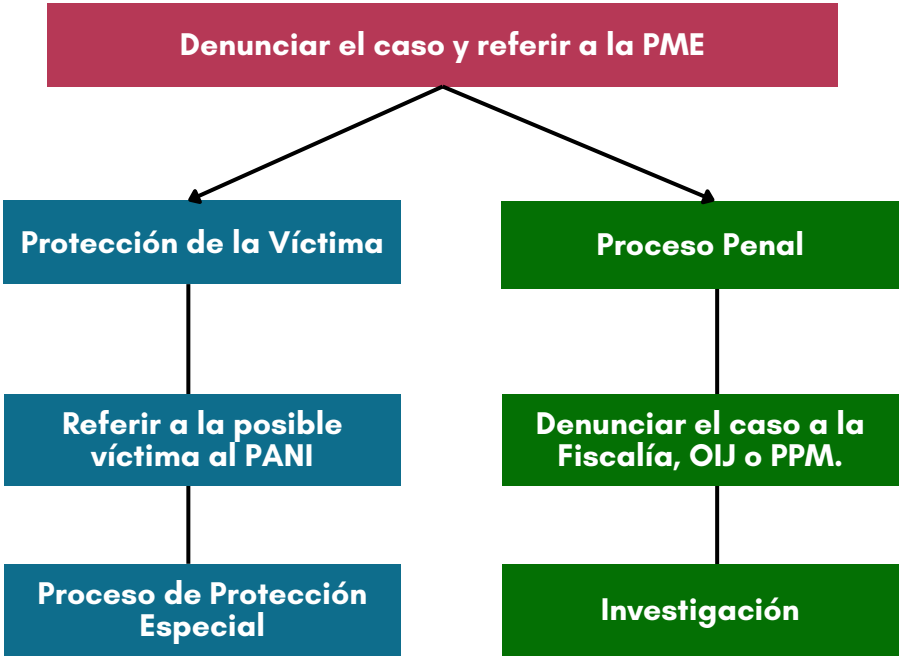 Denunciar el caso y referir a la PME
Protección de la Víctima
Proceso Penal
Referir a la posible
víctima al PANI
Denunciar el caso a la
Fiscalía, OIJ o PPM.
Proceso de Protección
Especial
Investigación